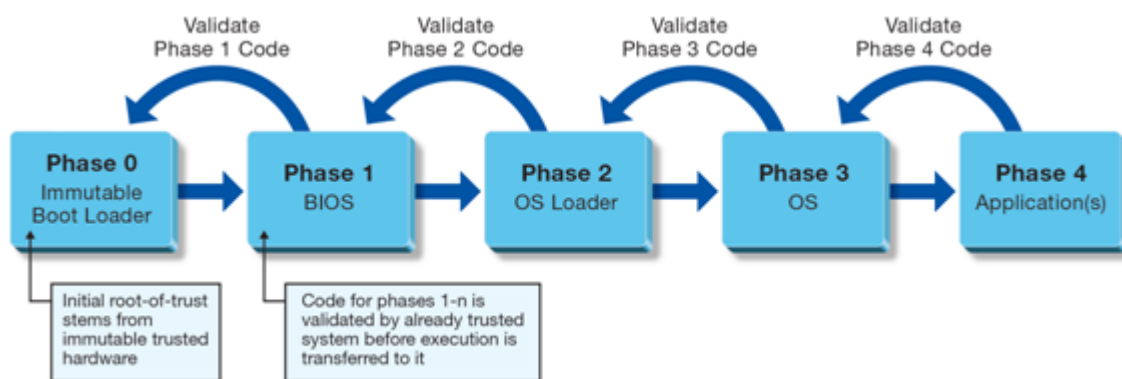 Validate
Phase 1 Code
Validate
Phase 2 Code
Validate
Phase 3 Code
Validate
Phase 4 Code
Phase 0
Immutable
Boot Loader
Phase 1
BIOS
Phase 2
OS Loader
Phase 3
OS
Phase 4
Application(s)
Initial root-of-trust
stems from
immutable trusted
hardware
Code for phases 1-n is
validated by already trusted
system before execution is
transferred to it